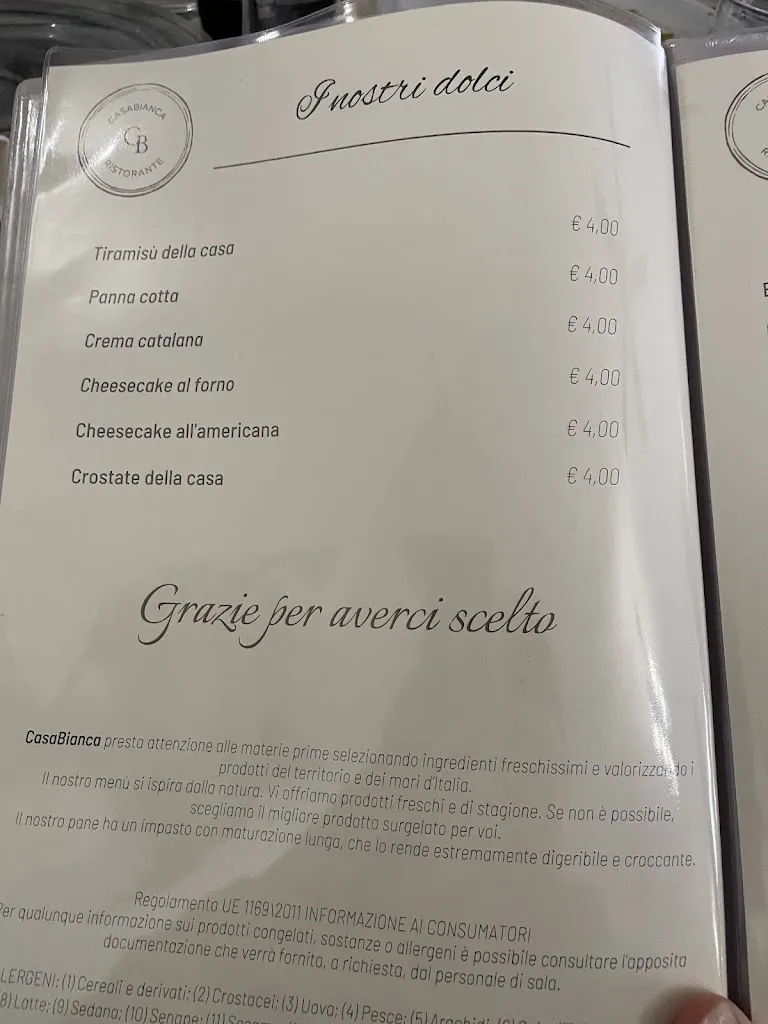 CASABIANCA
CB
RISTORANTE
I nostri dolci
Tiramisù della casa € 4,00
Panna cotta € 4,00
Crema catalana € 4,00
Cheesecake al forno € 4,00
Cheesecake all'americana € 4,00
Crostate della casa € 4,00
Grazie per averci scelto
CasaBianca presta attenzione alle materie prime selezionando ingredienti freschissimi e valorizzando i
prodotti del territorio e dei mari d'Italia.
Il nostro menù si ispira dalla natura. Vi offriamo prodotti freschi e di stagione. Se non è possibile,
scegliamo il migliore prodotto surgelato per voi.
Il nostro pane ha un impasto con maturazione lunga, che lo rende estremamente digeribile e croccante.
Regolamento UE 1169\2011 INFORMAZIONE AI CONSUMATORI
Per qualunque informazione sui prodotti congelati, sostanze o allergeni è possibile consultare l'apposita
documentazione che verrà fornita, a richiesta, dal personale di sala.
LERGENI: (1) Cereali e derivati; (2) Crostacei; (3) Uova; (4) Pesce; (5) Arachidi;
8) Latte; (9) Sedano; (10) Senape; (11)